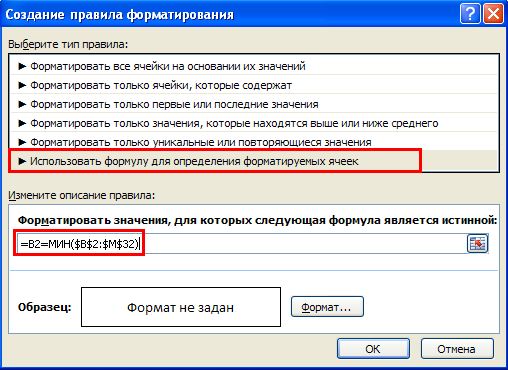 Создание правила форматирования
Выберите тип правила:
► Форматировать все ячейки на основании их значений
► Форматировать только ячейки, которые содержат
► Форматировать только первые или последние значения
► Форматировать только значения, которые находятся выше или ниже среднего
► Форматировать только уникальные или повторяющиеся значения
► Использовать формулу для определения форматируемых ячеек
Измените описание правила:
Форматировать значения, для которых следующая формула является истинной:
=B2=МИН($B$2:$M$32)
Образец:
Формат не задан
Формат...
ОК
Отмена